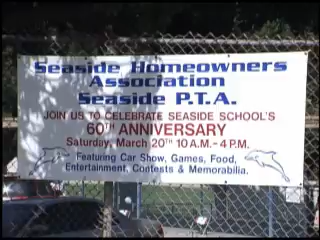 Seaside Homeowners
Association
Seaside P.T.A.
JOIN US TO CELEBRATE SEASIDE SCHOOL'S
60TH ANNIVERSARY
Saturday, March 20TH 10 A.M. - 4 P.M.
Featuring Car Show, Games, Food,
Entertainment, Contests & Memorabilia.